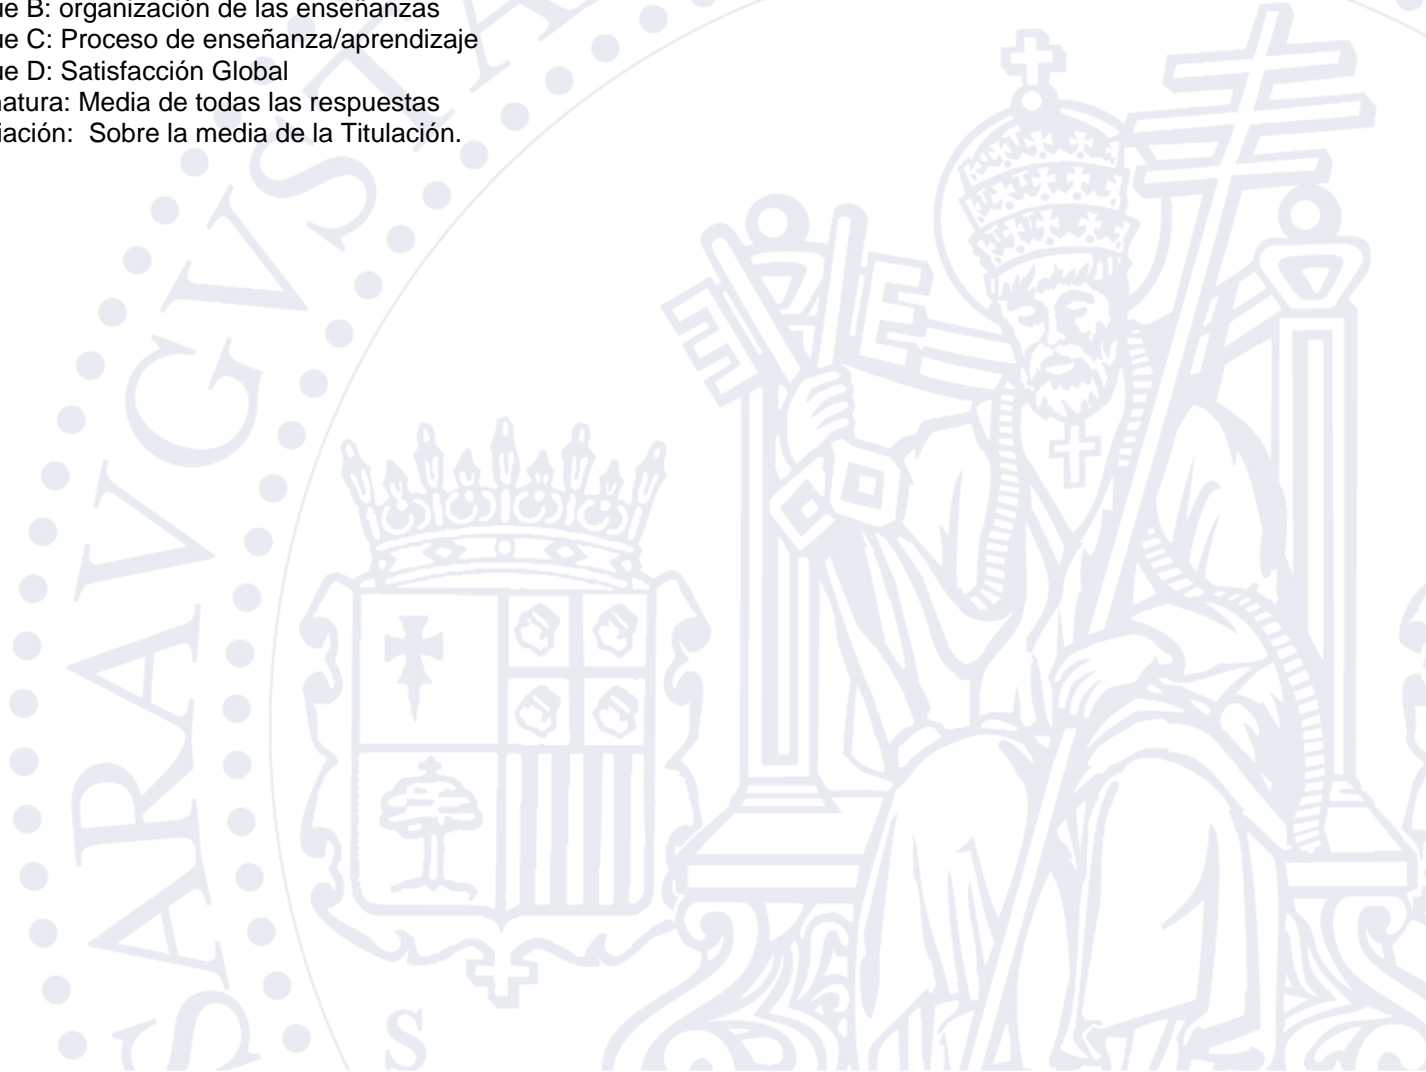 ue B: organización de las enseñanzas
ue C: Proceso de enseñanza/aprendizaje
ue D: Satisfacción Global
natura: Media de todas las respuestas
iación:  Sobre la media de la Titulación.
SARAVGVSTA
S